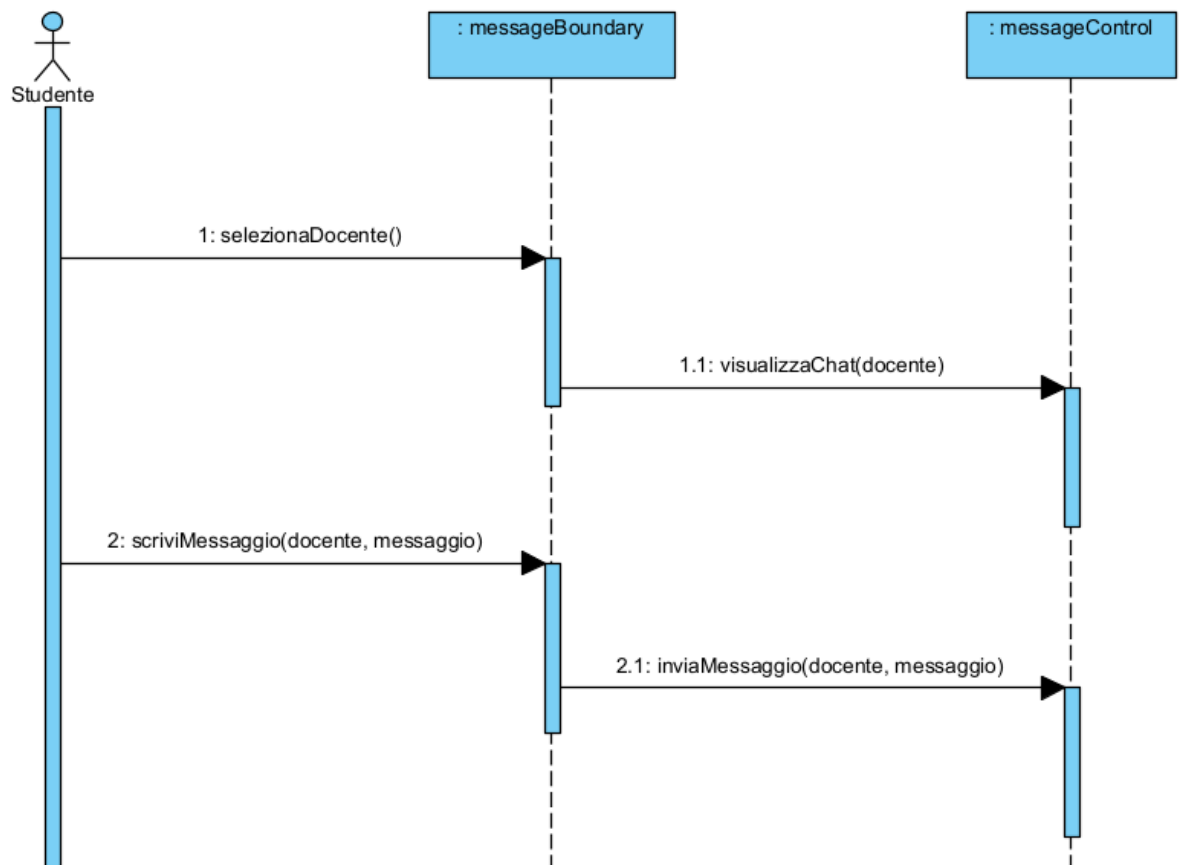 : messageBoundary
: messageControl
Studente
1: selezionaDocente()
1.1: visualizzaChat(docente)
2: scriviMessaggio(docente, messaggio)
2.1: inviaMessaggio(docente, messaggio)